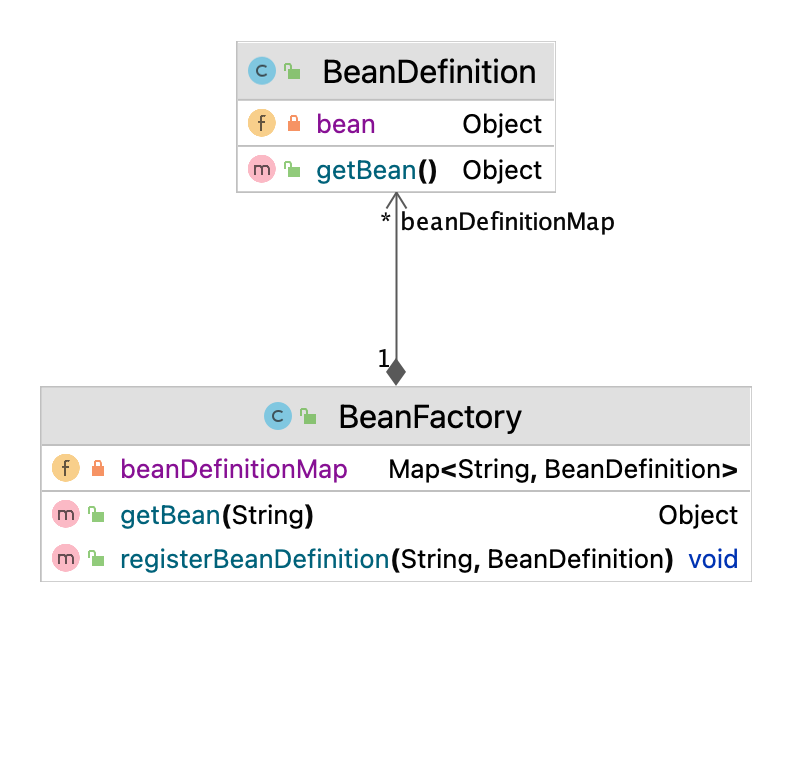 C BeanDefinition
f bean Object
m getBean() Object
* beanDefinitionMap
1
C BeanFactory
f beanDefinitionMap Map<String, BeanDefinition>
m getBean(String) Object
m registerBeanDefinition(String, BeanDefinition) void